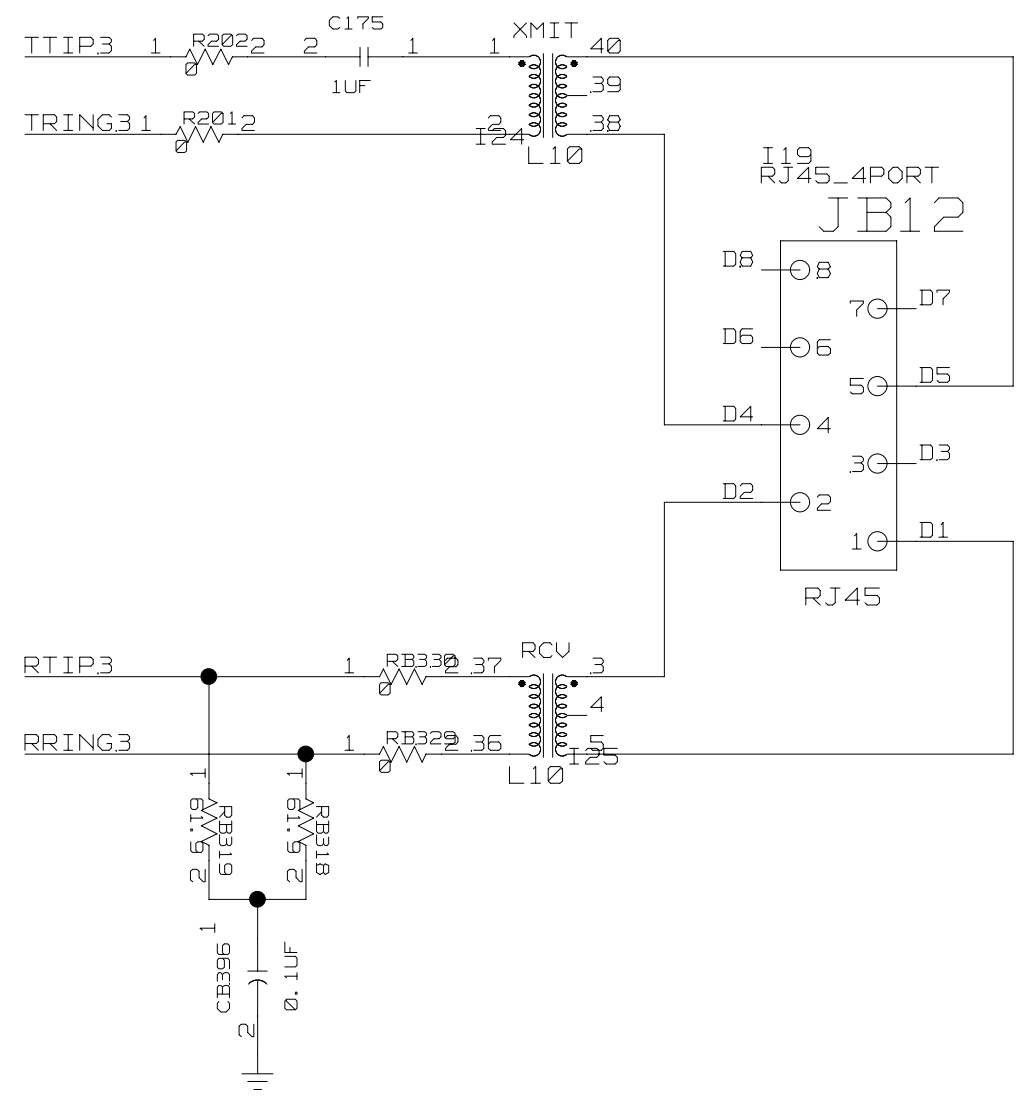 C175
XMIT
TTIP3 1 R202 2 2 1 1 40
0
1UF
39
TRING3 1 R201 2 2 38
0
I24
L10
I19
RJ45_4PORT
JB12
D8 8
7 D7
D6 6
5 D5
D4 4
3 D3
D2 2
1 D1
RJ45
RCV
RTIP3 1 RB330 2 37 3
0
4
RRING3 1 RB329 2 36 5
0
I25
L10
1 1
61.9 RB319 61.9 RB318
2 2
1
CB396 0.1UF
2